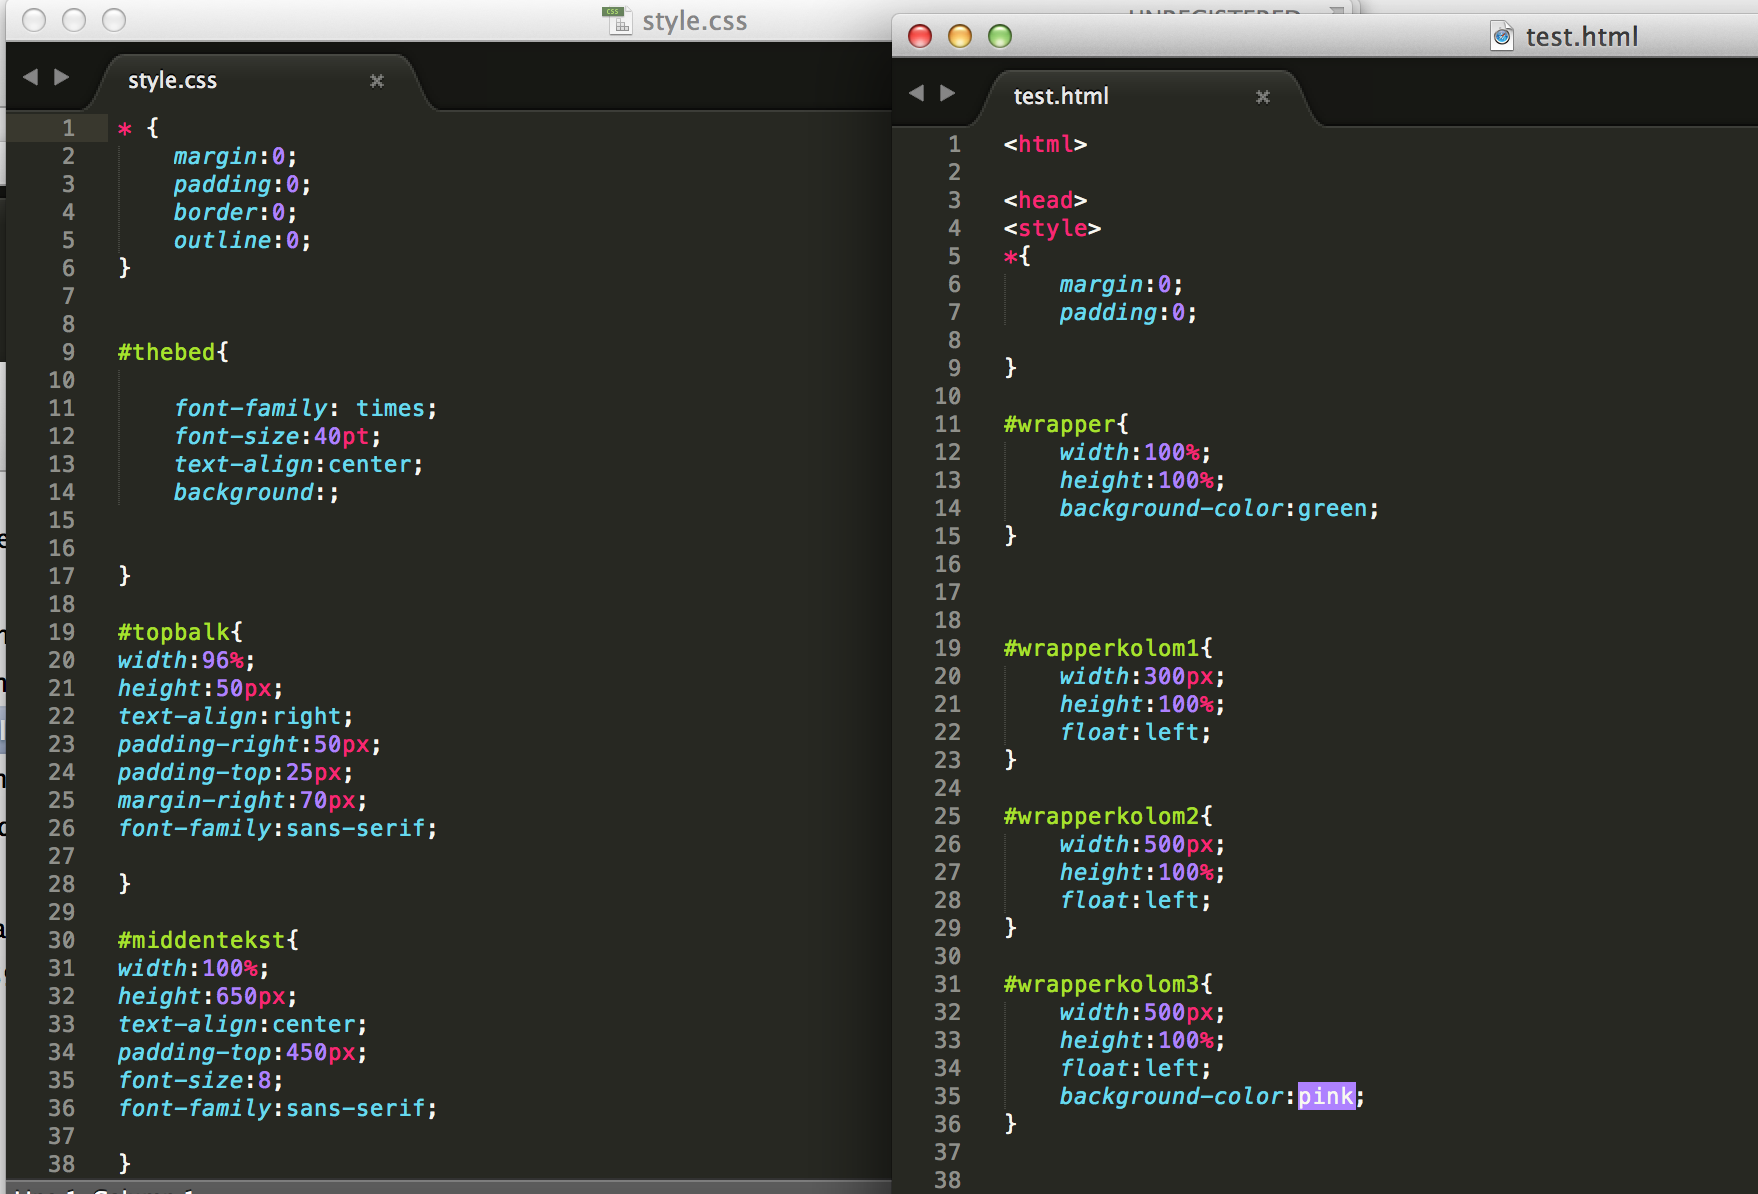 style.css
style.css
1 * {
2 margin:0;
3 padding:0;
4 border:0;
5 outline:0;
6 }
7
8
9 #thebed{
10
11 font-family: times;
12 font-size:40pt;
13 text-align:center;
14 background:;
15
16
17 }
18
19 #topbalk{
20 width:96%;
21 height:50px;
22 text-align:right;
23 padding-right:50px;
24 padding-top:25px;
25 margin-right:70px;
26 font-family:sans-serif;
27
28 }
29
30 #middentekst{
31 width:100%;
32 height:650px;
33 text-align:center;
34 padding-top:450px;
35 font-size:8;
36 font-family:sans-serif;
37
38 }
UNREGISTERED
test.html
test.html
1 <html>
2
3 <head>
4 <style>
5 *{
6 margin:0;
7 padding:0;
8
9 }
10
11 #wrapper{
12 width:100%;
13 height:100%;
14 background-color:green;
15 }
16
17
18
19 #wrapperkolom1{
20 width:300px;
21 height:100%;
22 float:left;
23 }
24
25 #wrapperkolom2{
26 width:500px;
27 height:100%;
28 float:left;
29 }
30
31 #wrapperkolom3{
32 width:500px;
33 height:100%;
34 float:left;
35 background-color:pink;
36 }
37
38